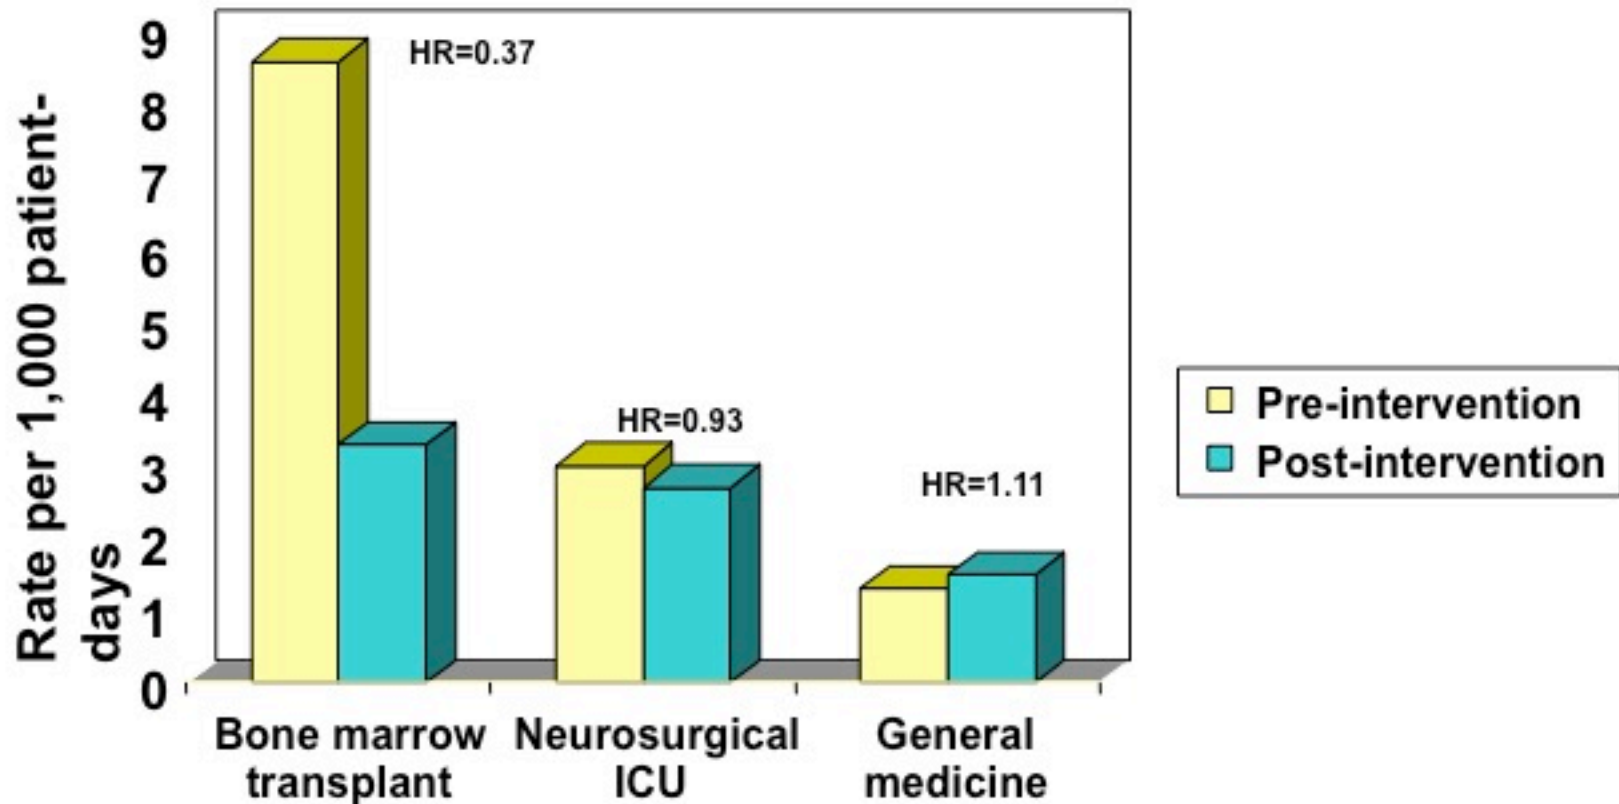 Rate per 1,000 patient-
days
9
8
7
6
5
4
3
2
1
0
HR=0.37
HR=0.93
HR=1.11
Bone marrow
transplant
Neurosurgical
ICU
General
medicine
Pre-intervention
Post-intervention